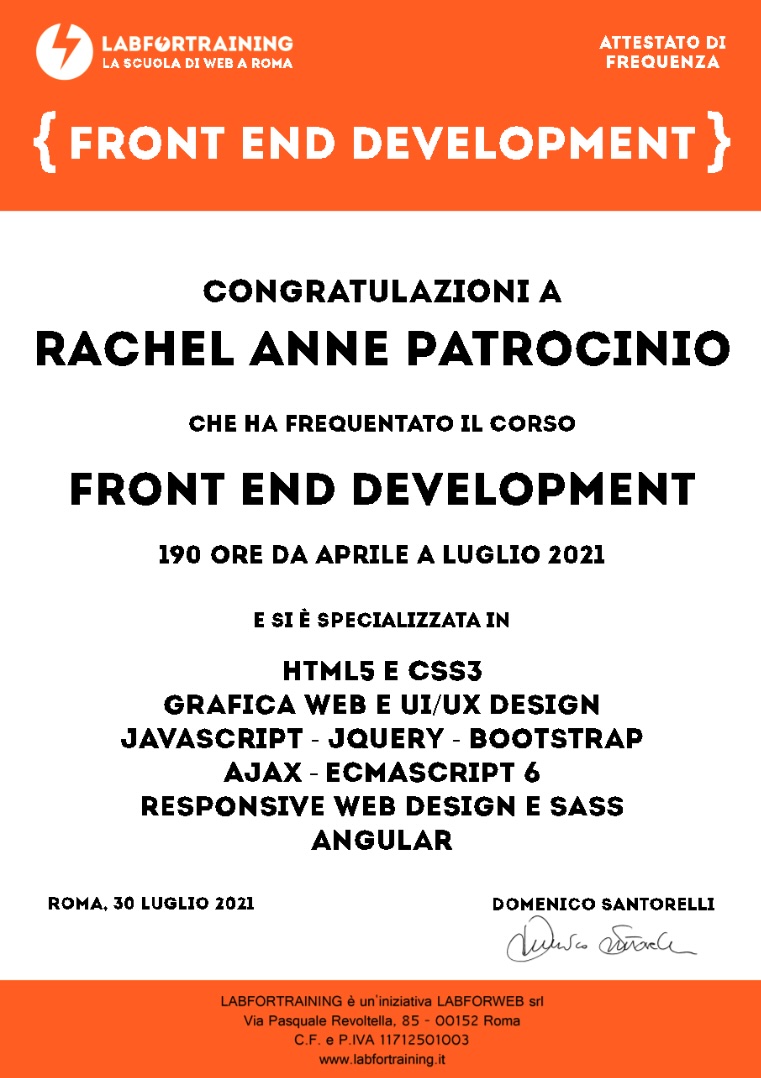 LABFORTRAINING
LA SCUOLA DI WEB A ROMA
ATTESTATO DI
FREQUENZA
{ FRONT END DEVELOPMENT }
CONGRATULAZIONI A
RACHEL ANNE PATROCINIO
CHE HA FREQUENTATO IL CORSO
FRONT END DEVELOPMENT
190 ORE DA APRILE A LUGLIO 2021
E SI È SPECIALIZZATA IN
HTML5 E CSS3
GRAFICA WEB E UI/UX DESIGN
JAVASCRIPT - JQUERY - BOOTSTRAP
AJAX - ECMASCRIPT 6
RESPONSIVE WEB DESIGN E SASS
ANGULAR
ROMA, 30 LUGLIO 2021
DOMENICO SANTORELLI
LABFORTRAINING è un'iniziativa LABFORWEB srl
Via Pasquale Revoltella, 85 - 00152 Roma
C.F. e P.IVA 11712501003
www.labfortraining.it